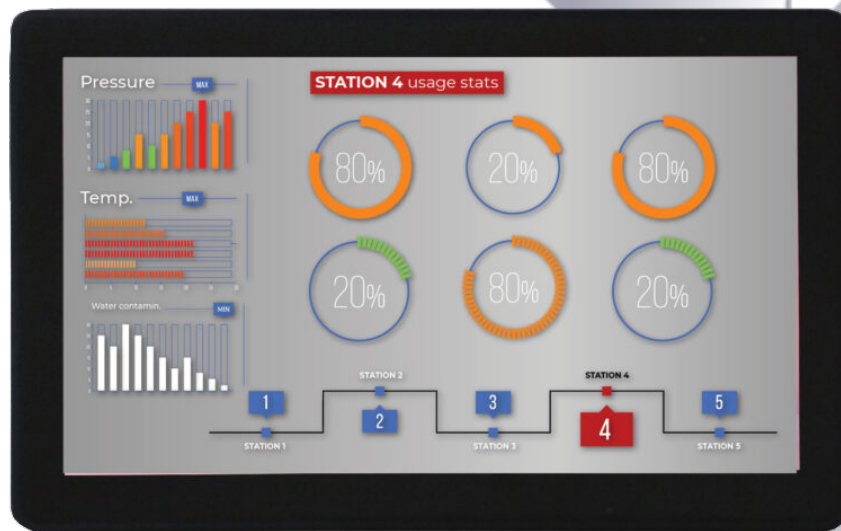 Pressure
MAX
STATION 4 usage stats
80%
20%
80%
Temp.
MAX
20%
80%
20%
Water contamin.
MIN
STATION 2
STATION 4
1
3
5
2
4
STATION 1
STATION 3
STATION 5